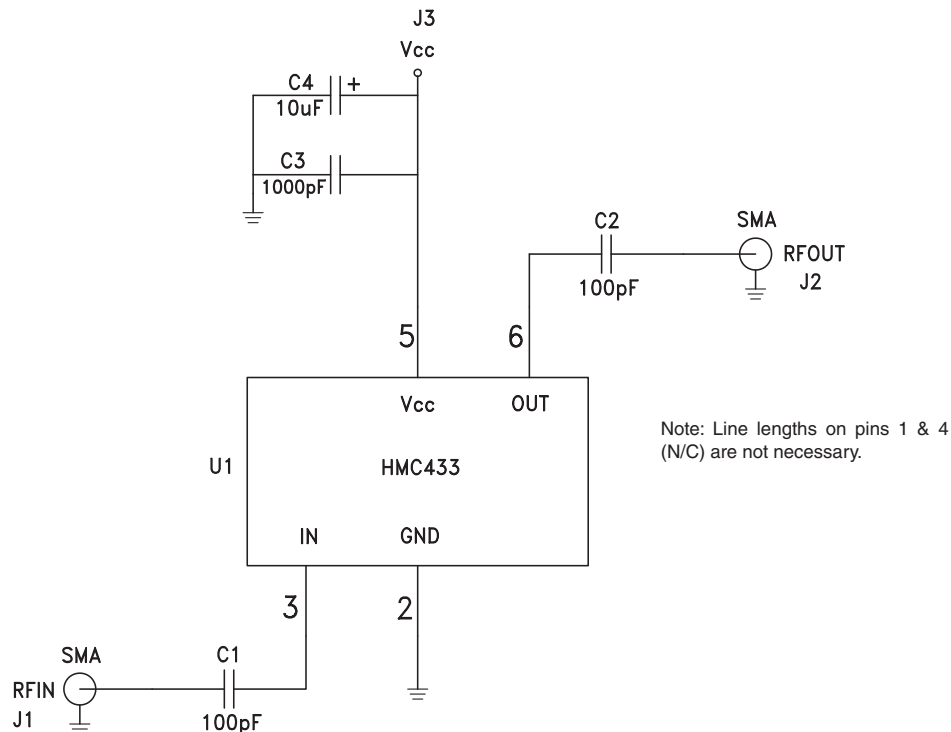 J3
Vcc
C4
+
10uF
C3
1000pF
C2
100pF
SMA
RFOUT
J2
5
6
Vcc
OUT
U1
HMC433
IN
GND
Note: Line lengths on pins 1 & 4
(N/C) are not necessary.
3
2
SMA
RFIN
J1
C1
100pF